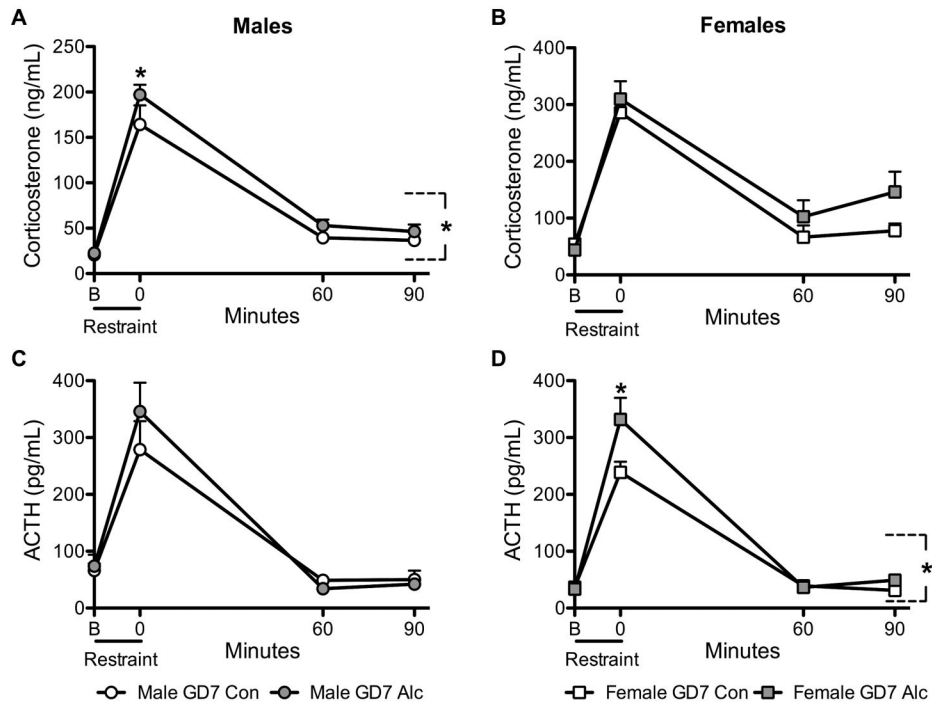 A
Males
Corticosterone (ng/mL)
250
200
150
100
50
0
*
*
B 0 60 90
Restraint
Minutes
B
Females
Corticosterone (ng/mL)
400
300
200
100
0
B 0 60 90
Restraint
Minutes
C
ACTH (pg/mL)
400
300
200
100
0
B 0 60 90
Restraint
Minutes
D
ACTH (pg/mL)
400
300
200
100
0
*
*
B 0 60 90
Restraint
Minutes
Male GD7 Con Male GD7 Alc
Female GD7 Con Female GD7 Alc